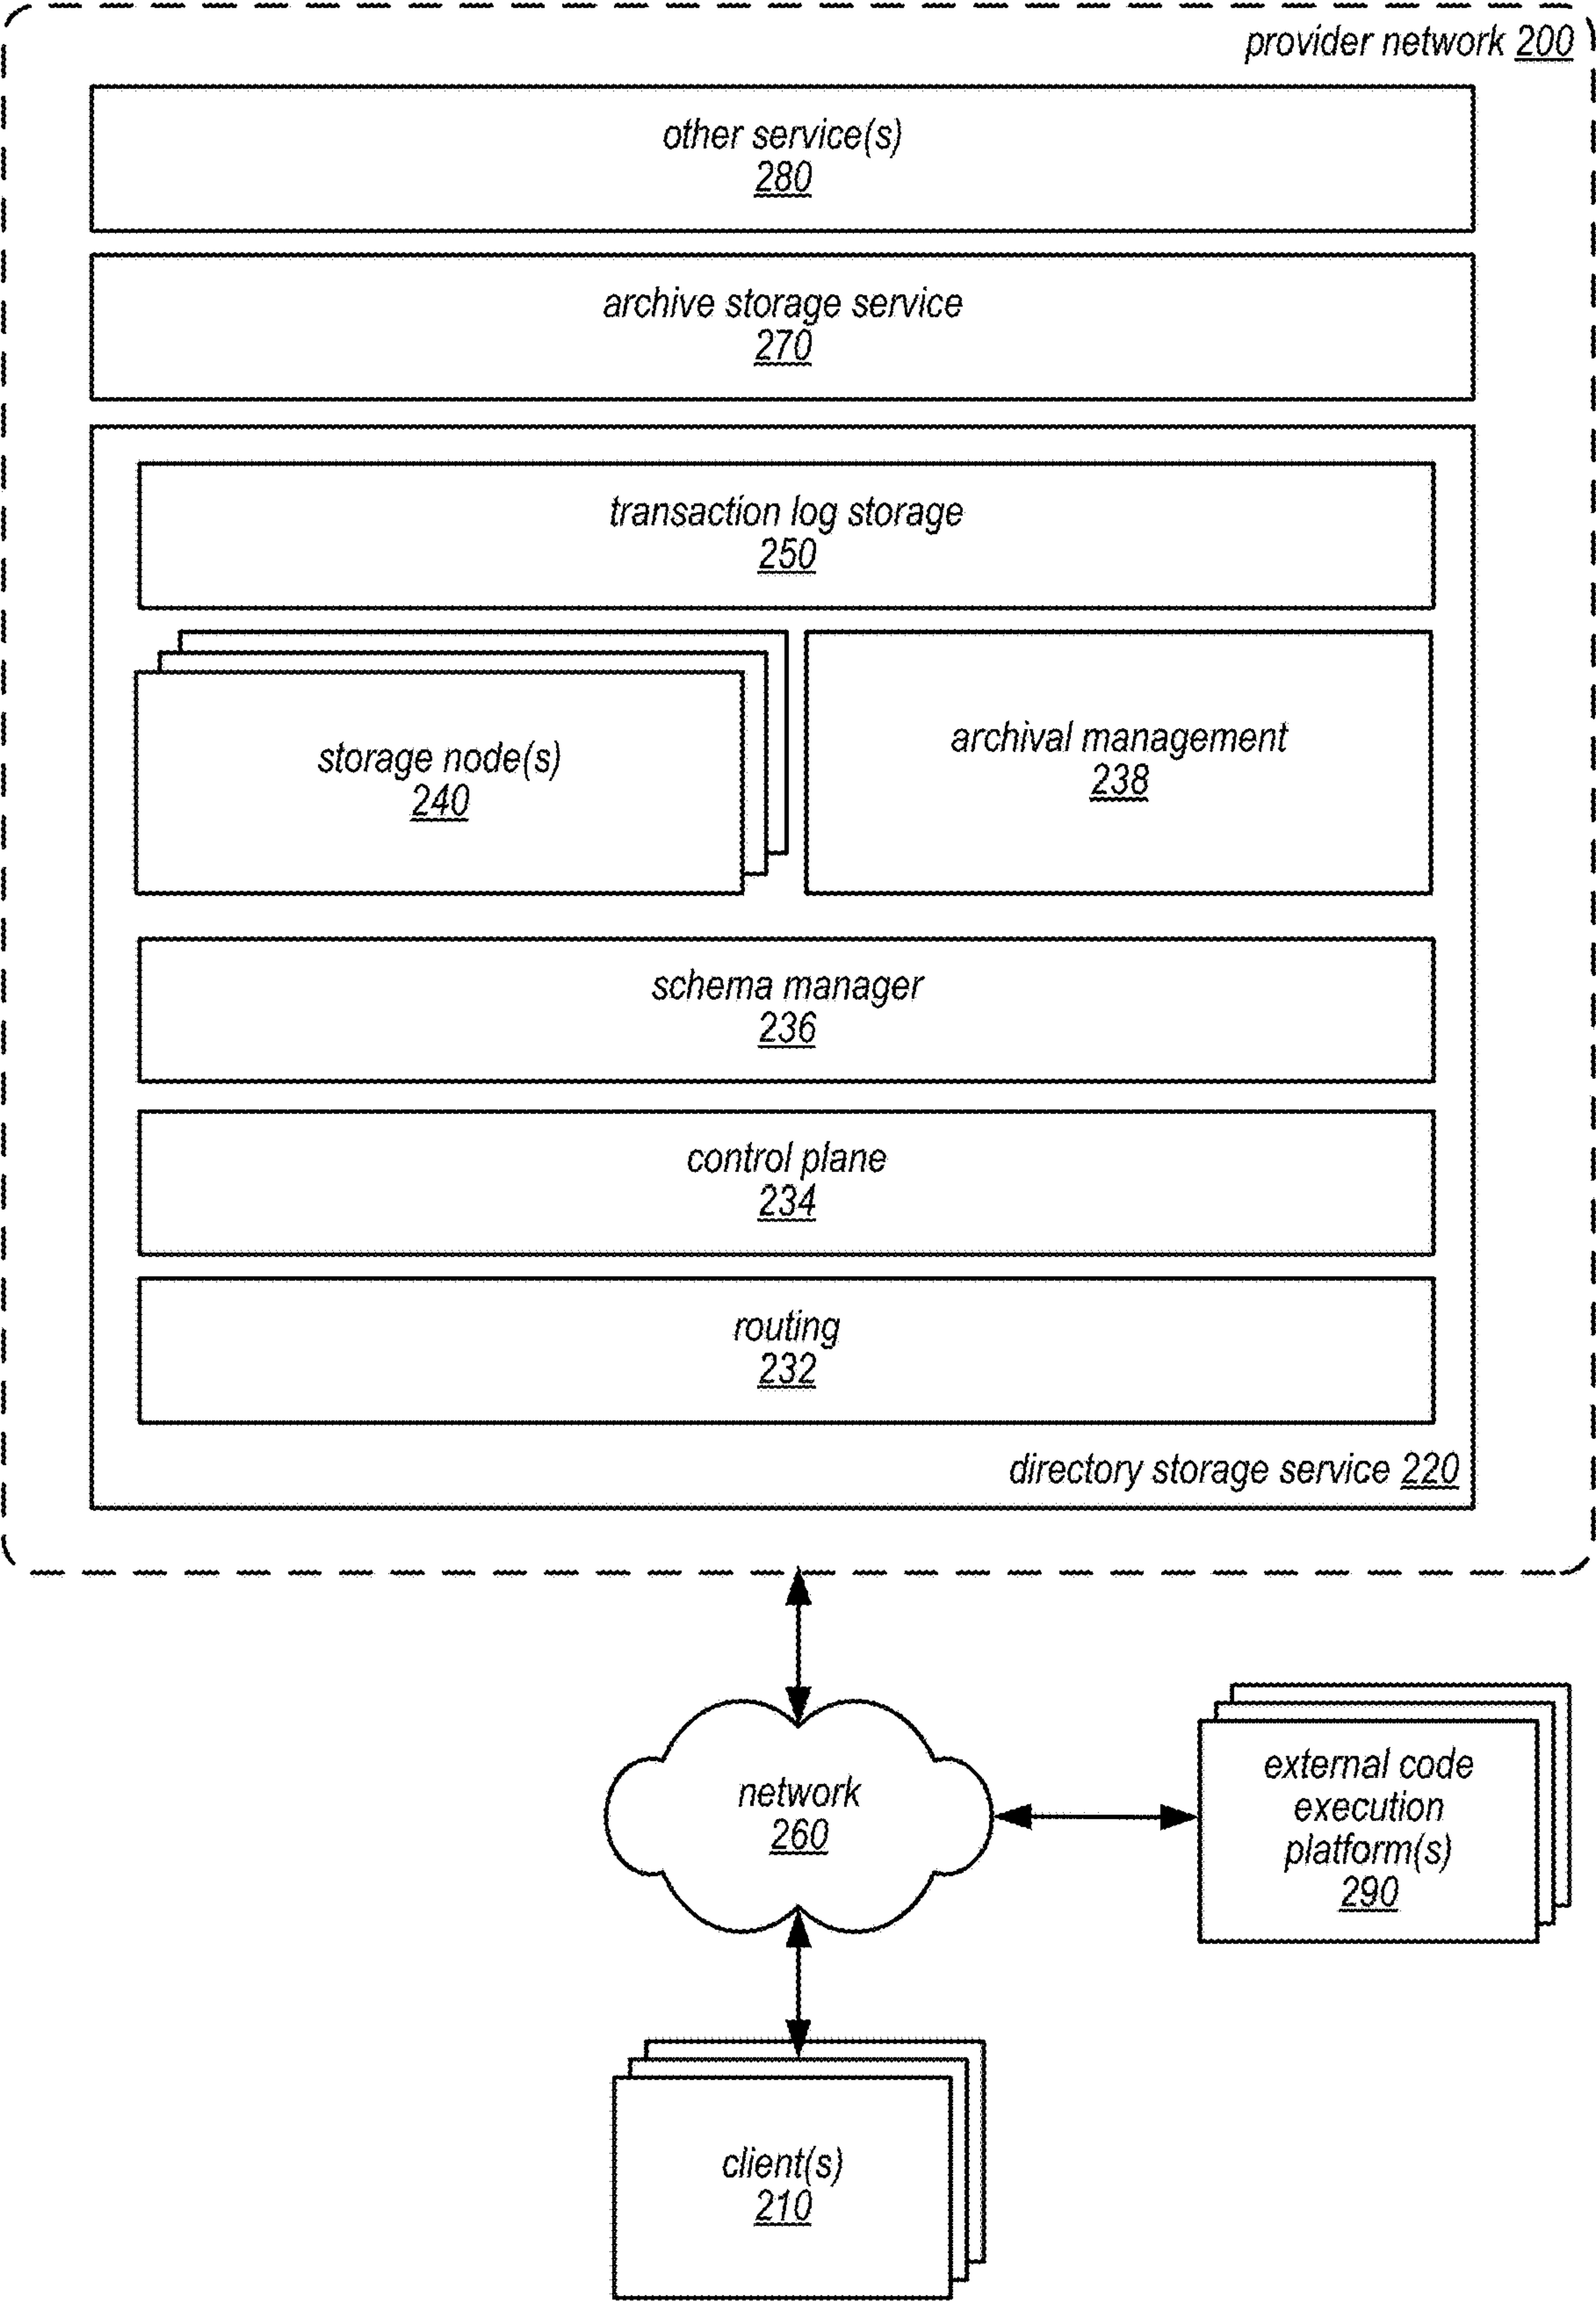 provider network 200
other service(s)
280
archive storage service
270
transaction log storage
250
storage node(s)
240
archival management
238
schema manager
236
control plane
234
routing
232
directory storage service 220
network
260
external code
execution
platform(s)
290
client(s)
210